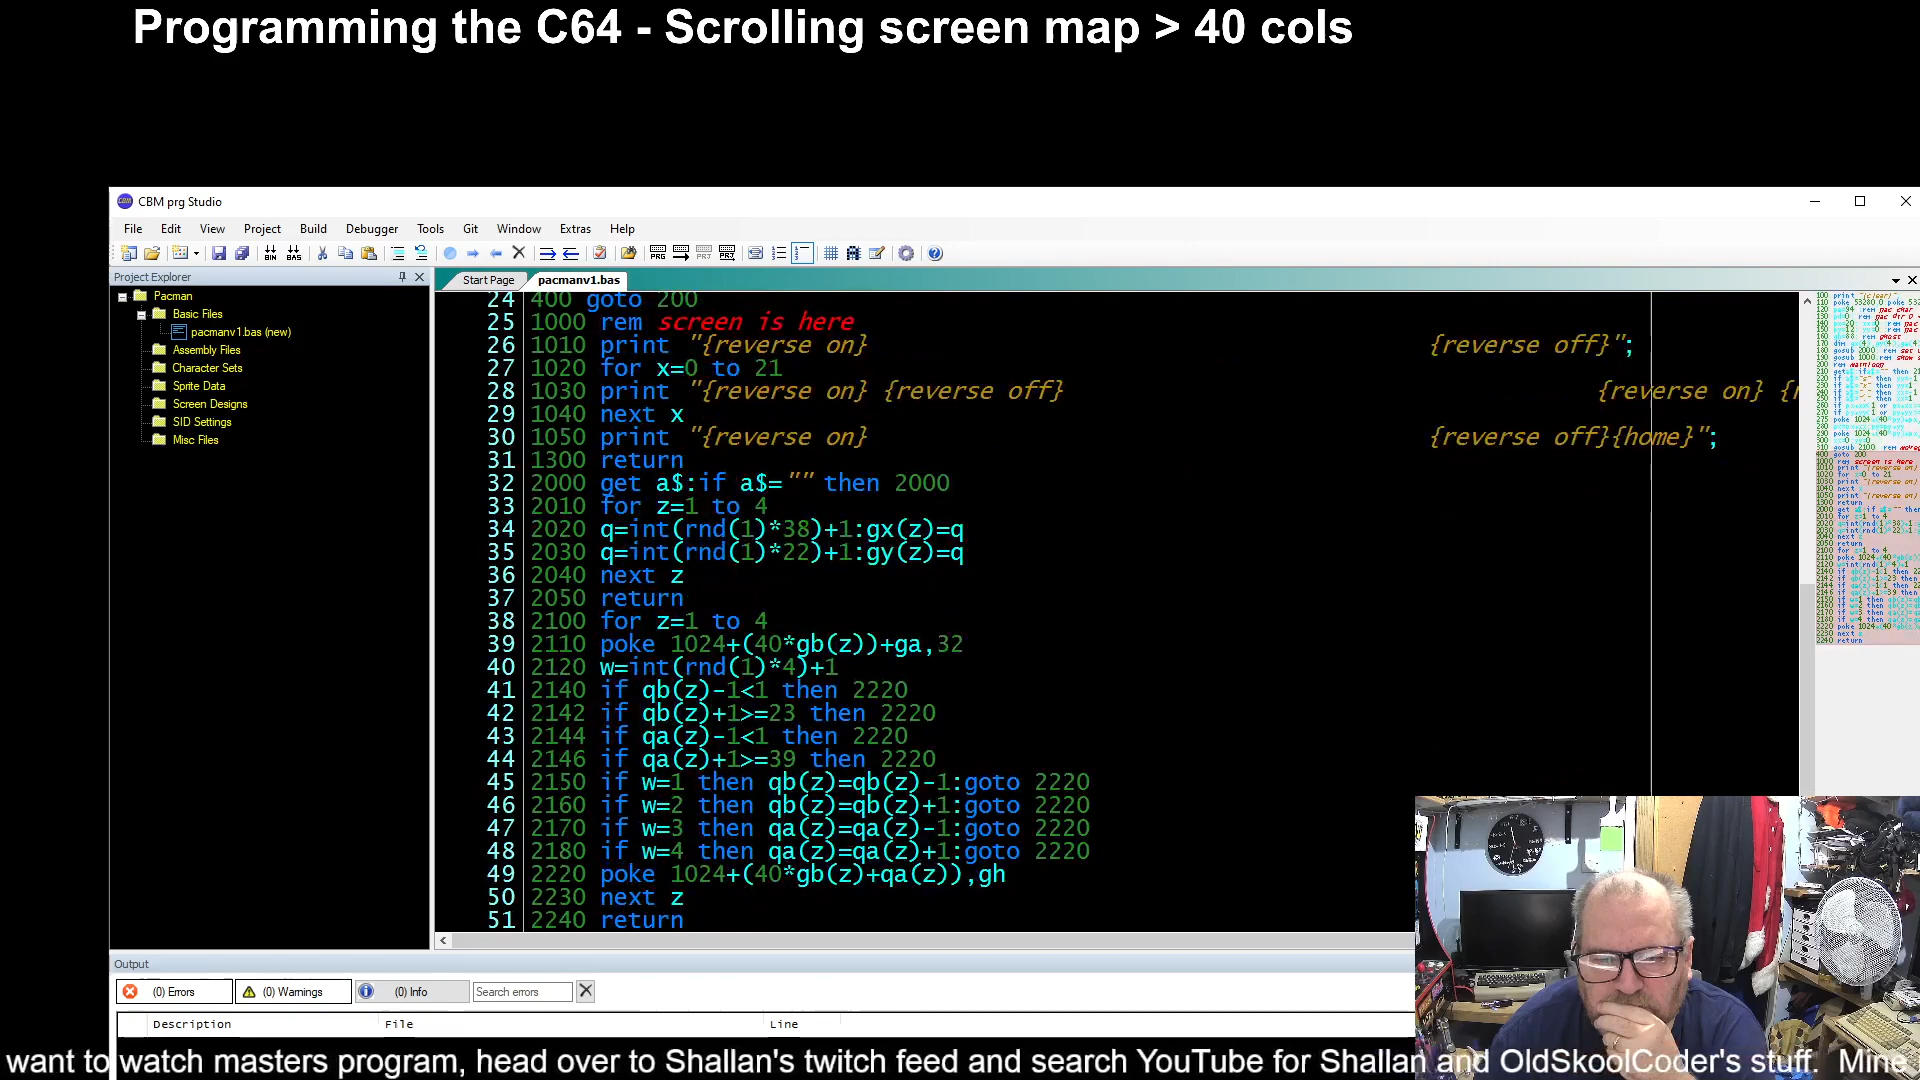 Programming the C64 - Scrolling screen map > 40 cols
CBM prg Studio
File Edit View Project Build Debugger Tools Git Window Extras Help
Project Explorer
Start Page pacmanv1.bas
Pacman
Basic Files
pacmanv1.bas (new)
Assembly Files
Character Sets
Sprite Data
Screen Designs
SID Settings
Misc Files
24 400 goto 200
25 1000 rem screen is here
26 1010 print "{reverse on} {reverse off}";
27 1020 for x=0 to 21
28 1030 print "{reverse on} {reverse off} {reverse on}
29 1040 next x
30 1050 print "{reverse on} {reverse off}{home}";
31 1300 return
32 2000 get a$:if a$="" then 2000
33 2010 for z=1 to 4
34 2020 q=int(rnd(1)*38)+1:gx(z)=q
35 2030 q=int(rnd(1)*22)+1:gy(z)=q
36 2040 next z
37 2050 return
38 2100 for z=1 to 4
39 2110 poke 1024+(40*gb(z))+ga,32
40 2120 w=int(rnd(1)*4)+1
41 2140 if qb(z)-1<1 then 2220
42 2142 if qb(z)+1>=23 then 2220
43 2144 if qa(z)-1<1 then 2220
44 2146 if qa(z)+1>=39 then 2220
45 2150 if w=1 then qb(z)=qb(z)-1:goto 2220
46 2160 if w=2 then qb(z)=qb(z)+1:goto 2220
47 2170 if w=3 then qa(z)=qa(z)-1:goto 2220
48 2180 if w=4 then qa(z)=qa(z)+1:goto 2220
49 2220 poke 1024+(40*gb(z)+qa(z)),gh
50 2230 next z
51 2240 return
Output
(0) Errors (0) Warnings (0) Info Search errors
Description File Line
want to watch masters program, head over to Shallan's twitch feed and search YouTube for Shallan and OldSkoolCoder's stuff. Mine